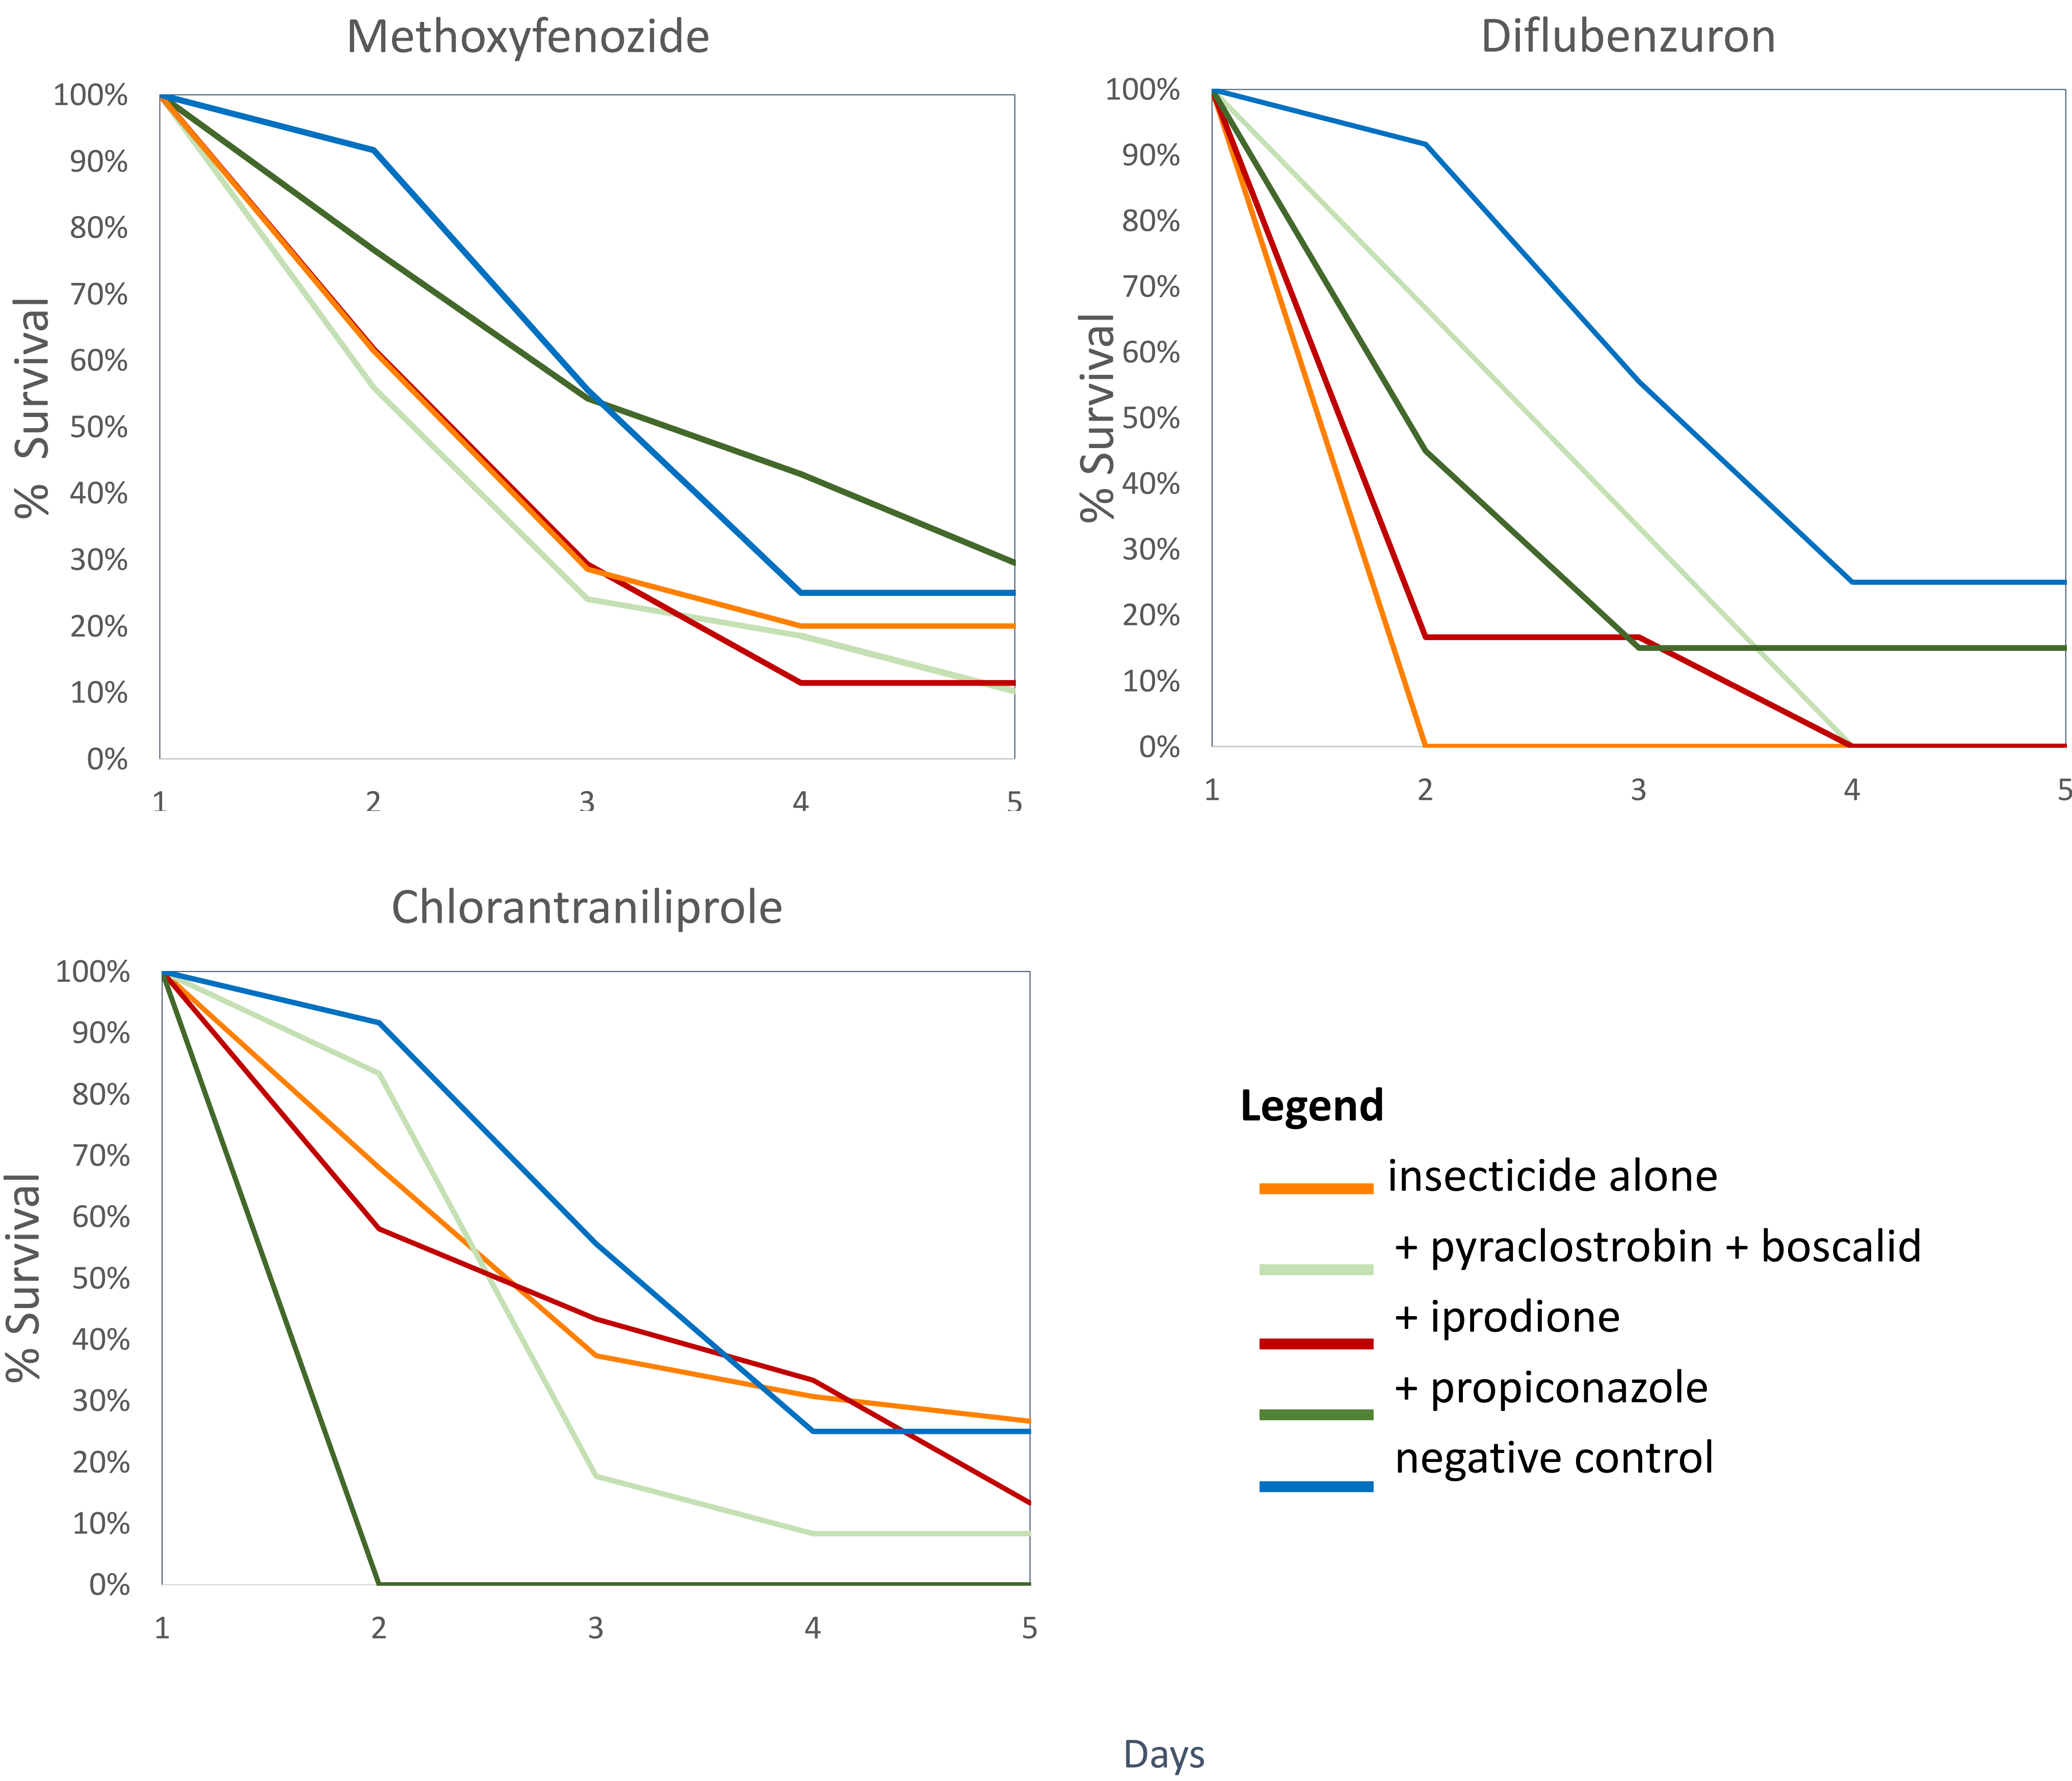 Methoxyfenozide
% Survival
100%
90%
80%
70%
60%
50%
40%
30%
20%
10%
0%
1 2 3 4 5
Diflubenzuron
% Survival
100%
90%
80%
70%
60%
50%
40%
30%
20%
10%
0%
1 2 3 4 5
Chlorantraniliprole
% Survival
100%
90%
80%
70%
60%
50%
40%
30%
20%
10%
0%
1 2 3 4 5
Legend
insecticide alone
+ pyraclostrobin + boscalid
+ iprodione
+ propiconazole
negative control
Days